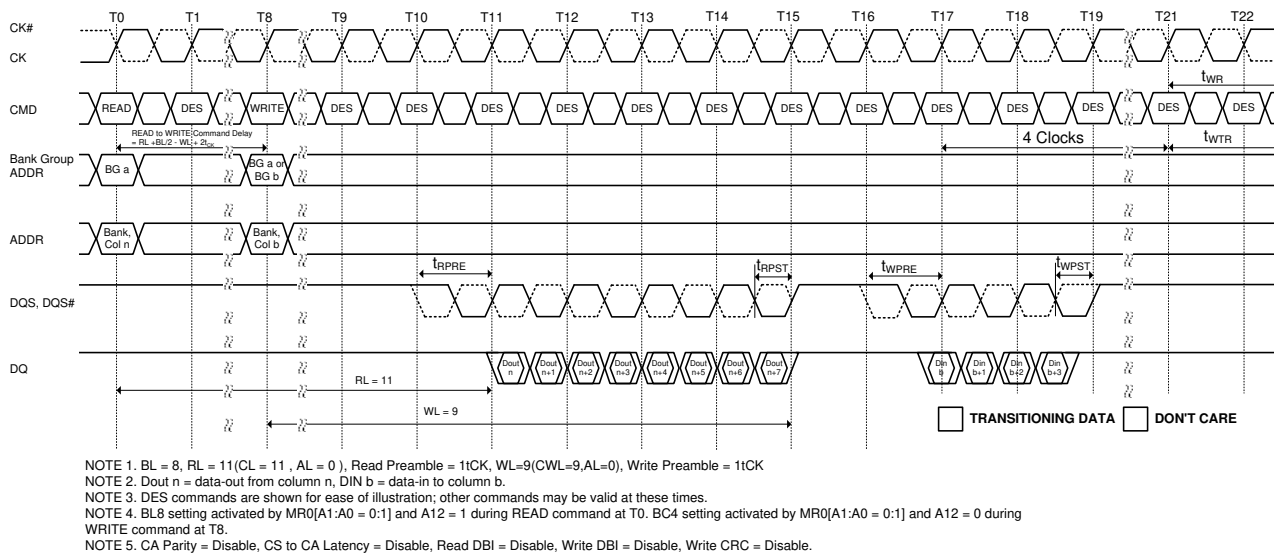 T0 T1 T8 T9 T10 T11 T12 T13 T14 T15 T16 T17 T18 T19 T21 T22
CK#
CK
tWR
CMD READ DES WRITE DES DES DES DES DES DES DES DES DES DES DES DES DES
READ to WRITE Command Delay
= RL +BL/2 - WL + 2tCK
4 Clocks tWTR
Bank Group
ADDR
BG a
BG a or
BG b
ADDR
Bank,
Col n
Bank,
Col b
tRPRE tRPST tWPRE tWPST
DQS, DQS#
DQ
Dout
n
Dout
n+1
Dout
n+2
Dout
n+3
Dout
n+4
Dout
n+5
Dout
n+6
Dout
n+7
Din
b
Din
b+1
Din
b+2
Din
b+3
RL = 11
WL = 9
TRANSITIONING DATA DON'T CARE
NOTE 1. BL = 8, RL = 11(CL = 11 , AL = 0 ), Read Preamble = 1tCK, WL=9(CWL=9,AL=0), Write Preamble = 1tCK
NOTE 2. Dout n = data-out from column n, DIN b = data-in to column b.
NOTE 3. DES commands are shown for ease of illustration; other commands may be valid at these times.
NOTE 4. BL8 setting activated by MR0[A1:A0 = 0:1] and A12 = 1 during READ command at T0. BC4 setting activated by MR0[A1:A0 = 0:1] and A12 = 0 during
WRITE command at T8.
NOTE 5. CA Parity = Disable, CS to CA Latency = Disable, Read DBI = Disable, Write DBI = Disable, Write CRC = Disable.